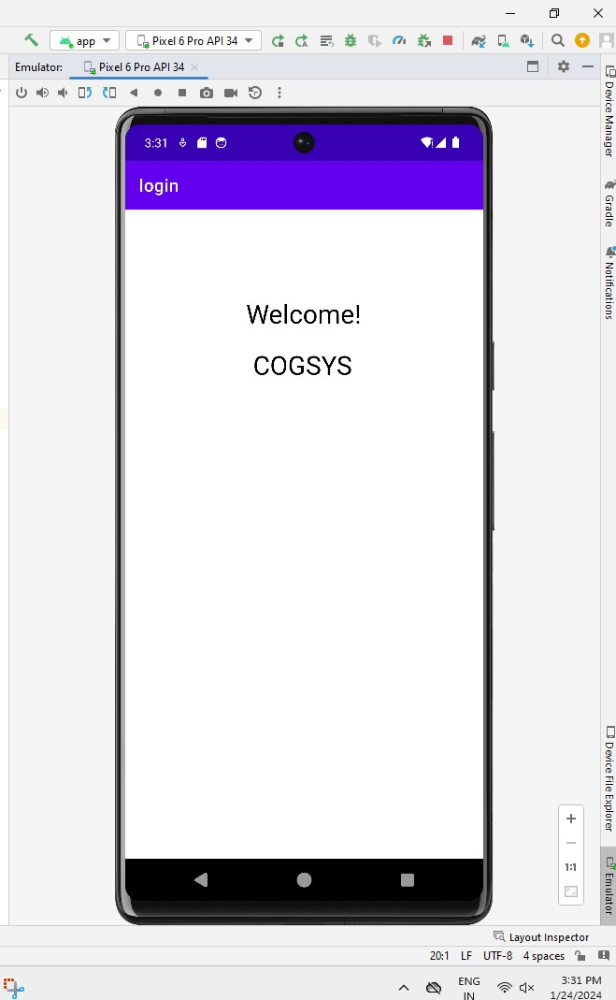 app
Pixel 6 Pro API 34
Emulator:
Pixel 6 Pro API 34
3:31
login
Welcome!
COGSYS
Device Manager
Gradle
Notifications
Device File Explorer
Emulator
1:1
Layout Inspector
20:1 LF UTF-8 4 spaces
ENG
IN
3:31 PM
1/24/2024